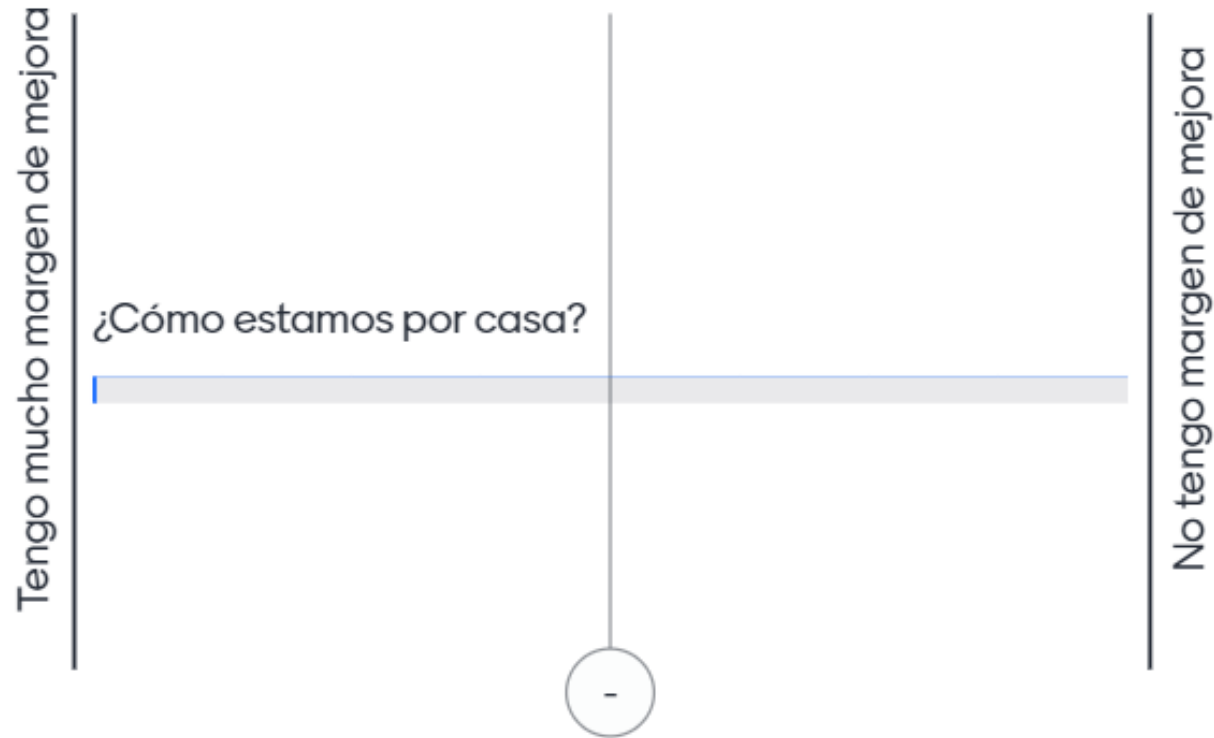 Tengo mucho margen de mejora
¿Cómo estamos por casa?
No tengo margen de mejora
-